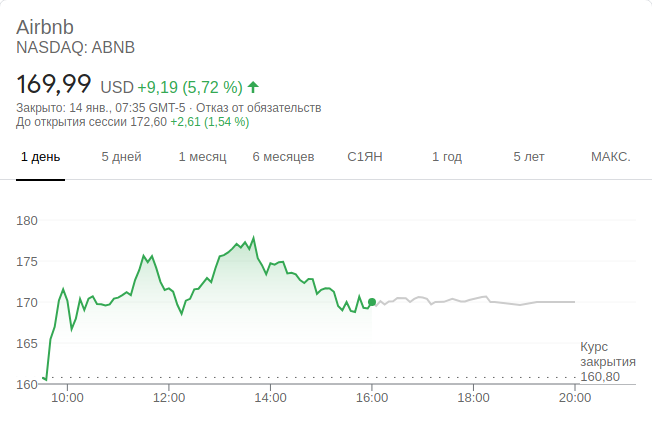 Airbnb
NASDAQ: ABNB
169,99 USD +9,19 (5,72 %)
Закрыто: 14 янв., 07:35 GMT-5 · Отказ от обязательств
До открытия сессии 172,60 +2,61 (1,54 %)
1 день 5 дней 1 месяц 6 месяцев С1ЯН 1 год 5 лет МАКС.
180
175
170
165
Курс
закрытия
160,80
160
10:00 12:00 14:00 16:00 18:00 20:00